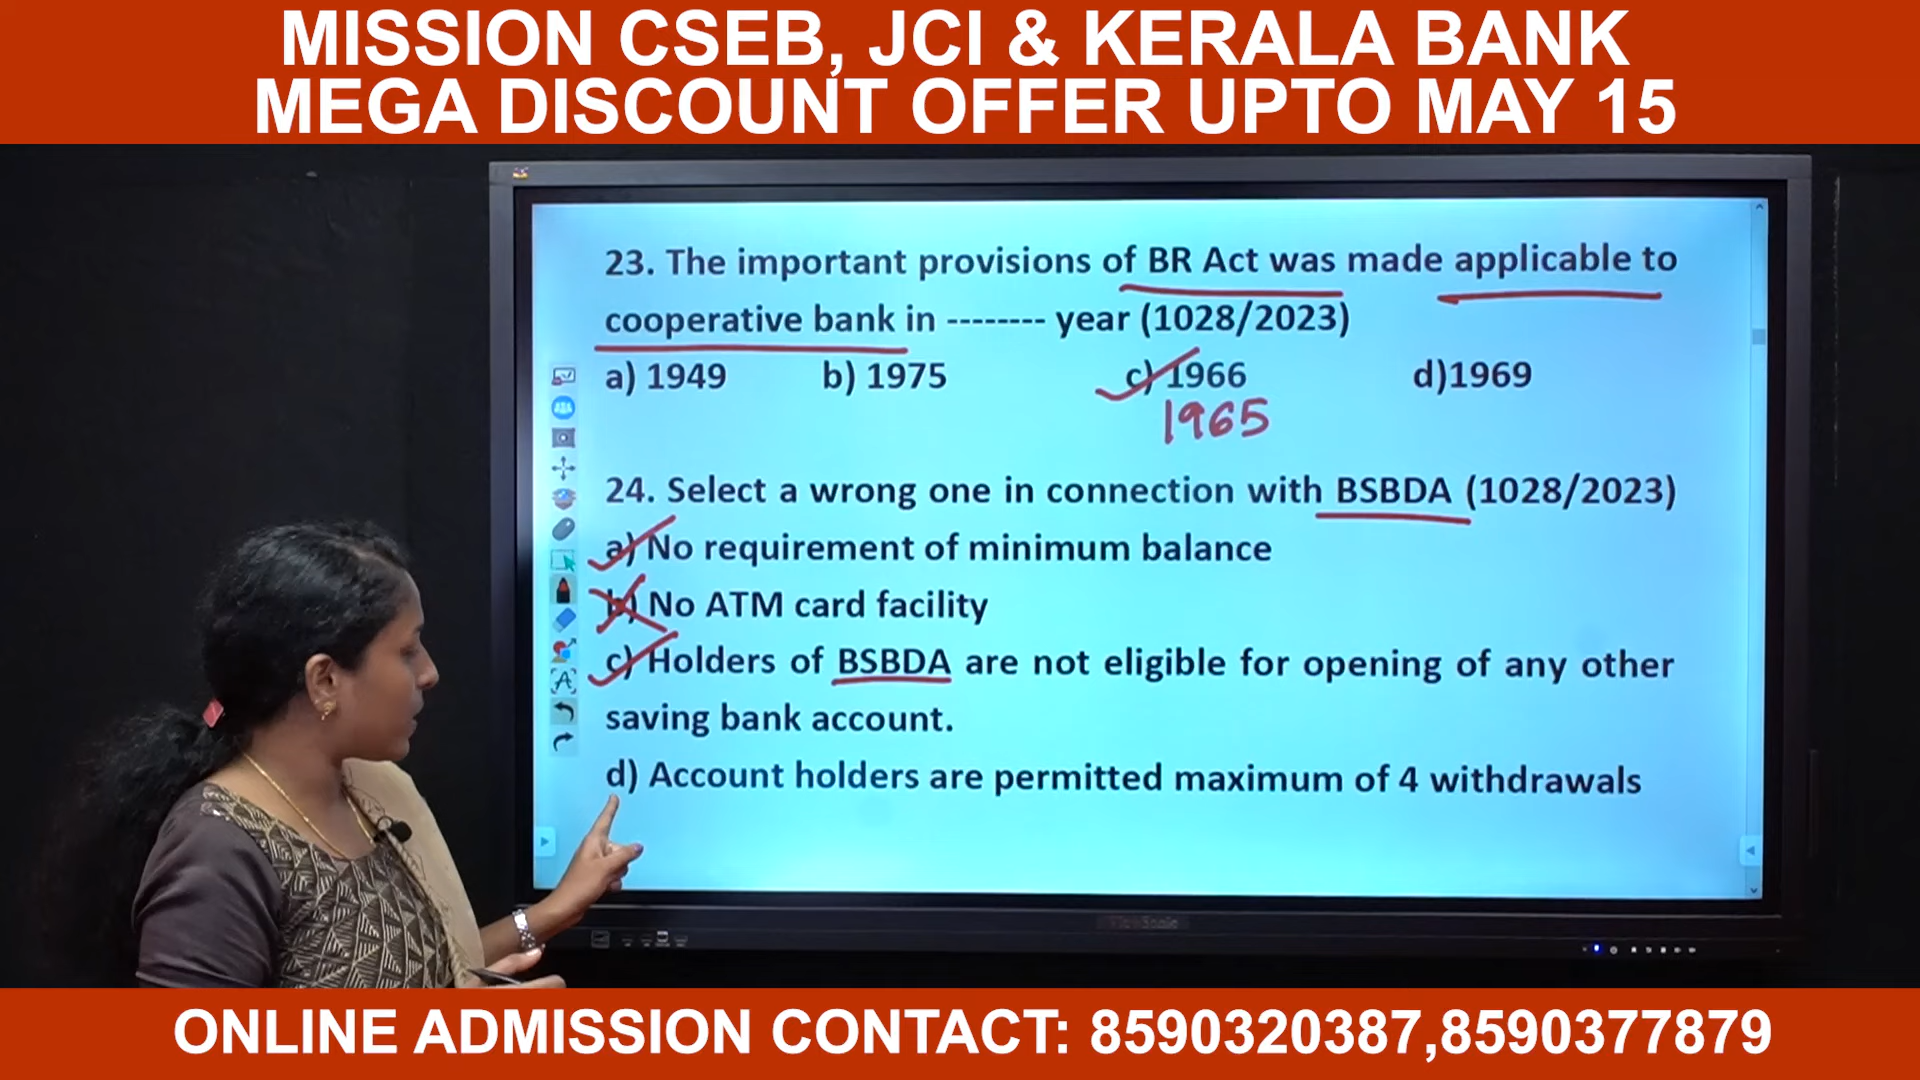 MISSION CSEB, JCI & KERALA BANK
MEGA DISCOUNT OFFER UPTO MAY 15
23. The important provisions of BR Act was made applicable to
cooperative bank in -------- year (1028/2023)
a) 1949 b) 1975 c) 1966 d)1969
1965
24. Select a wrong one in connection with BSBDA (1028/2023)
a) No requirement of minimum balance
b) No ATM card facility
c) Holders of BSBDA are not eligible for opening of any other
saving bank account.
d) Account holders are permitted maximum of 4 withdrawals
ViewSonic
ONLINE ADMISSION CONTACT: 8590320387,8590377879